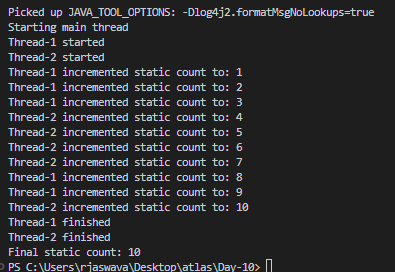 Picked up JAVA_TOOL_OPTIONS: -Dlog4j2.formatMsgNoLookups=true
Starting main thread
Thread-1 started
Thread-2 started
Thread-1 incremented static count to: 1
Thread-1 incremented static count to: 2
Thread-1 incremented static count to: 3
Thread-2 incremented static count to: 4
Thread-2 incremented static count to: 5
Thread-2 incremented static count to: 6
Thread-2 incremented static count to: 7
Thread-1 incremented static count to: 8
Thread-1 incremented static count to: 9
Thread-2 incremented static count to: 10
Thread-1 finished
Thread-2 finished
Final static count: 10
PS C:\Users\rjaswava\Desktop\atlas\Day-10>